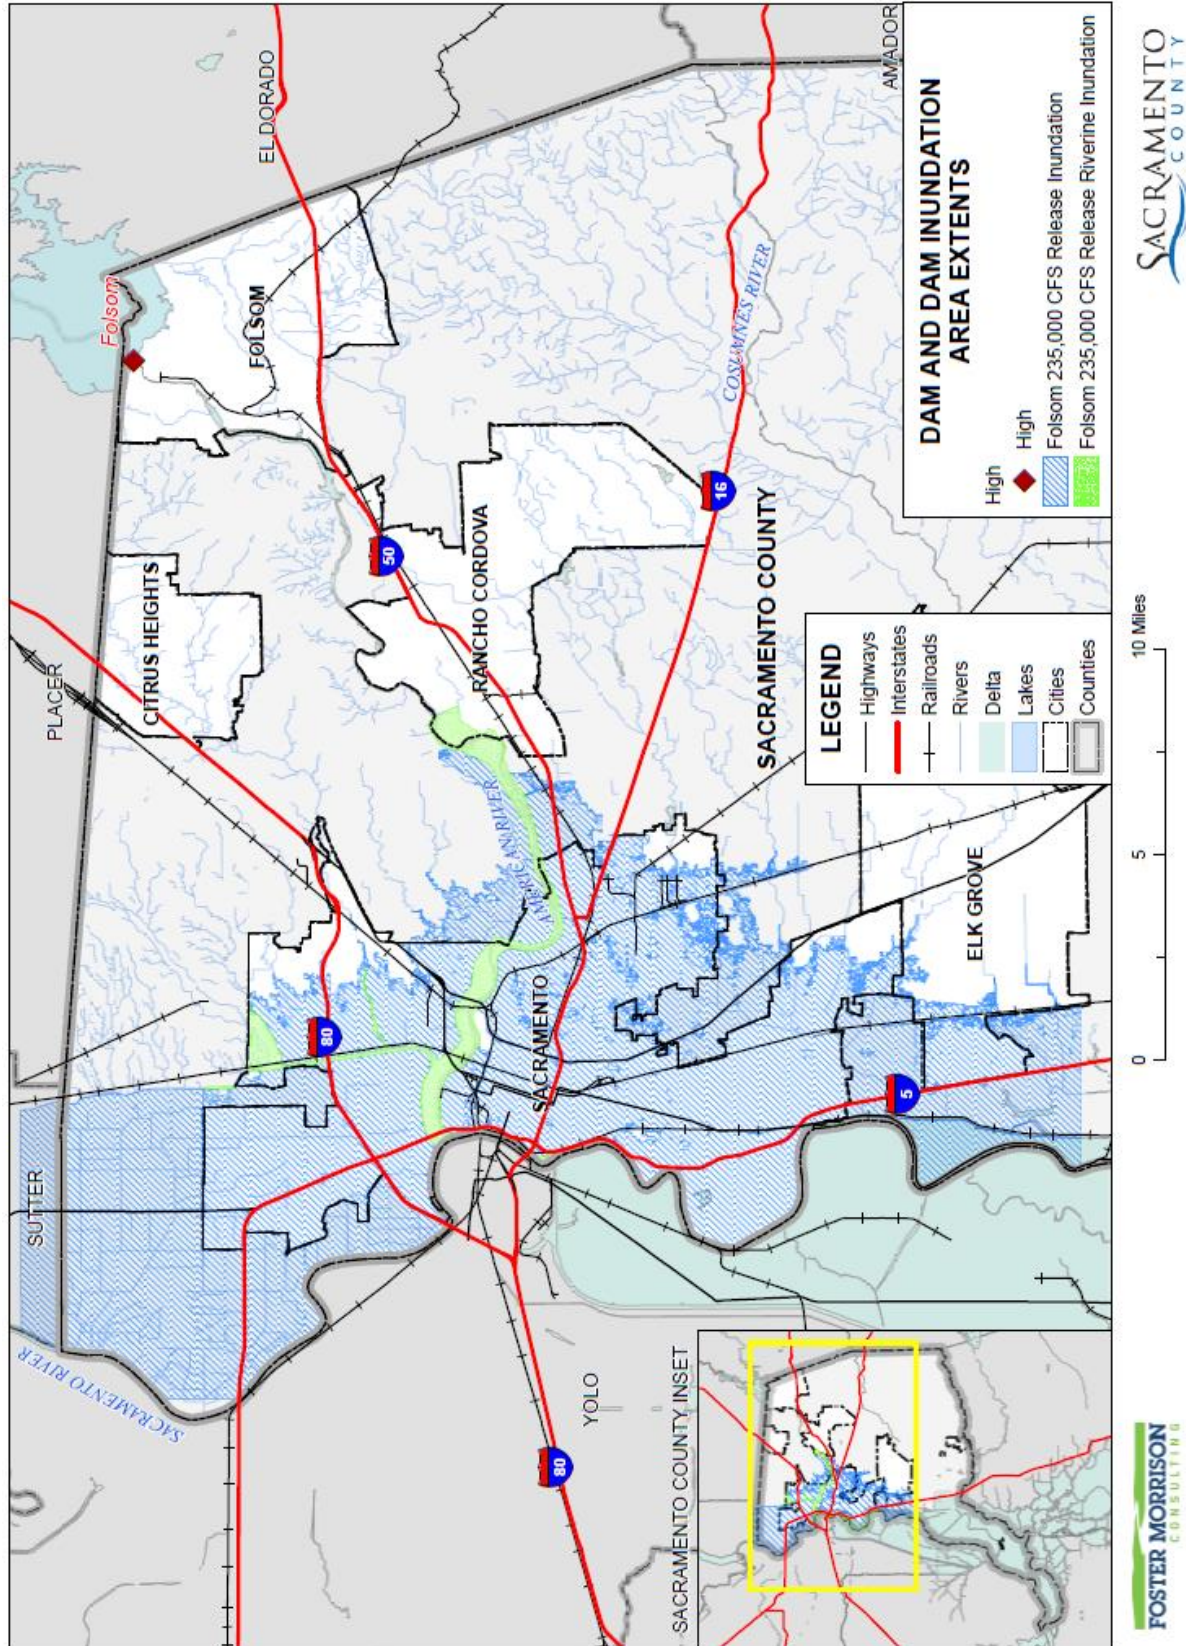 PLACER
EL DORADO
SUTTER
Folsom
CITRUS HEIGHTS
FOLSOM
80
50
SACRAMENTO RIVER
AMERICAN RIVER
RANCHO CORDOVA
SACRAMENTO
80
YOLO
COSUMNES RIVER
16
SACRAMENTO COUNTY
5
ELK GROVE
AMADOR
SACRAMENTO COUNTY INSET
LEGEND
Highways
Interstates
Railroads
Rivers
Delta
Lakes
Cities
Counties
DAM AND DAM INUNDATION
AREA EXTENTS
High
High
Folsom 235,000 CFS Release Inundation
Folsom 235,000 CFS Release Riverine Inundation
0 5 10 Miles
FOSTER MORRISON
CONSULTING
SACRAMENTO
COUNTY